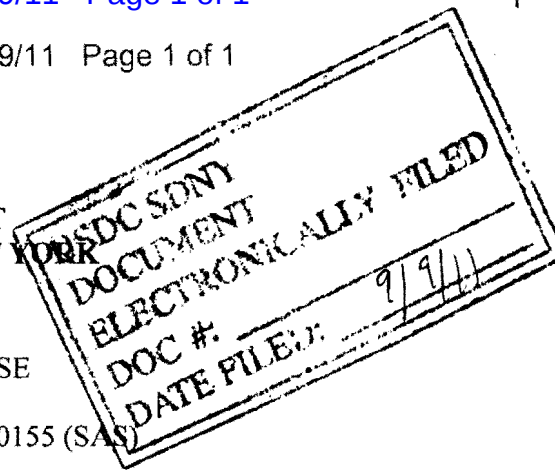 0/11 Page 1 of 1
9/11 Page 1 of 1
YORK
USDC SDNY
DOCUMENT
ELECTRONICALLY FILED
DOC #:
DATE FILED: 9/9/11
SE
0155 (SAS)